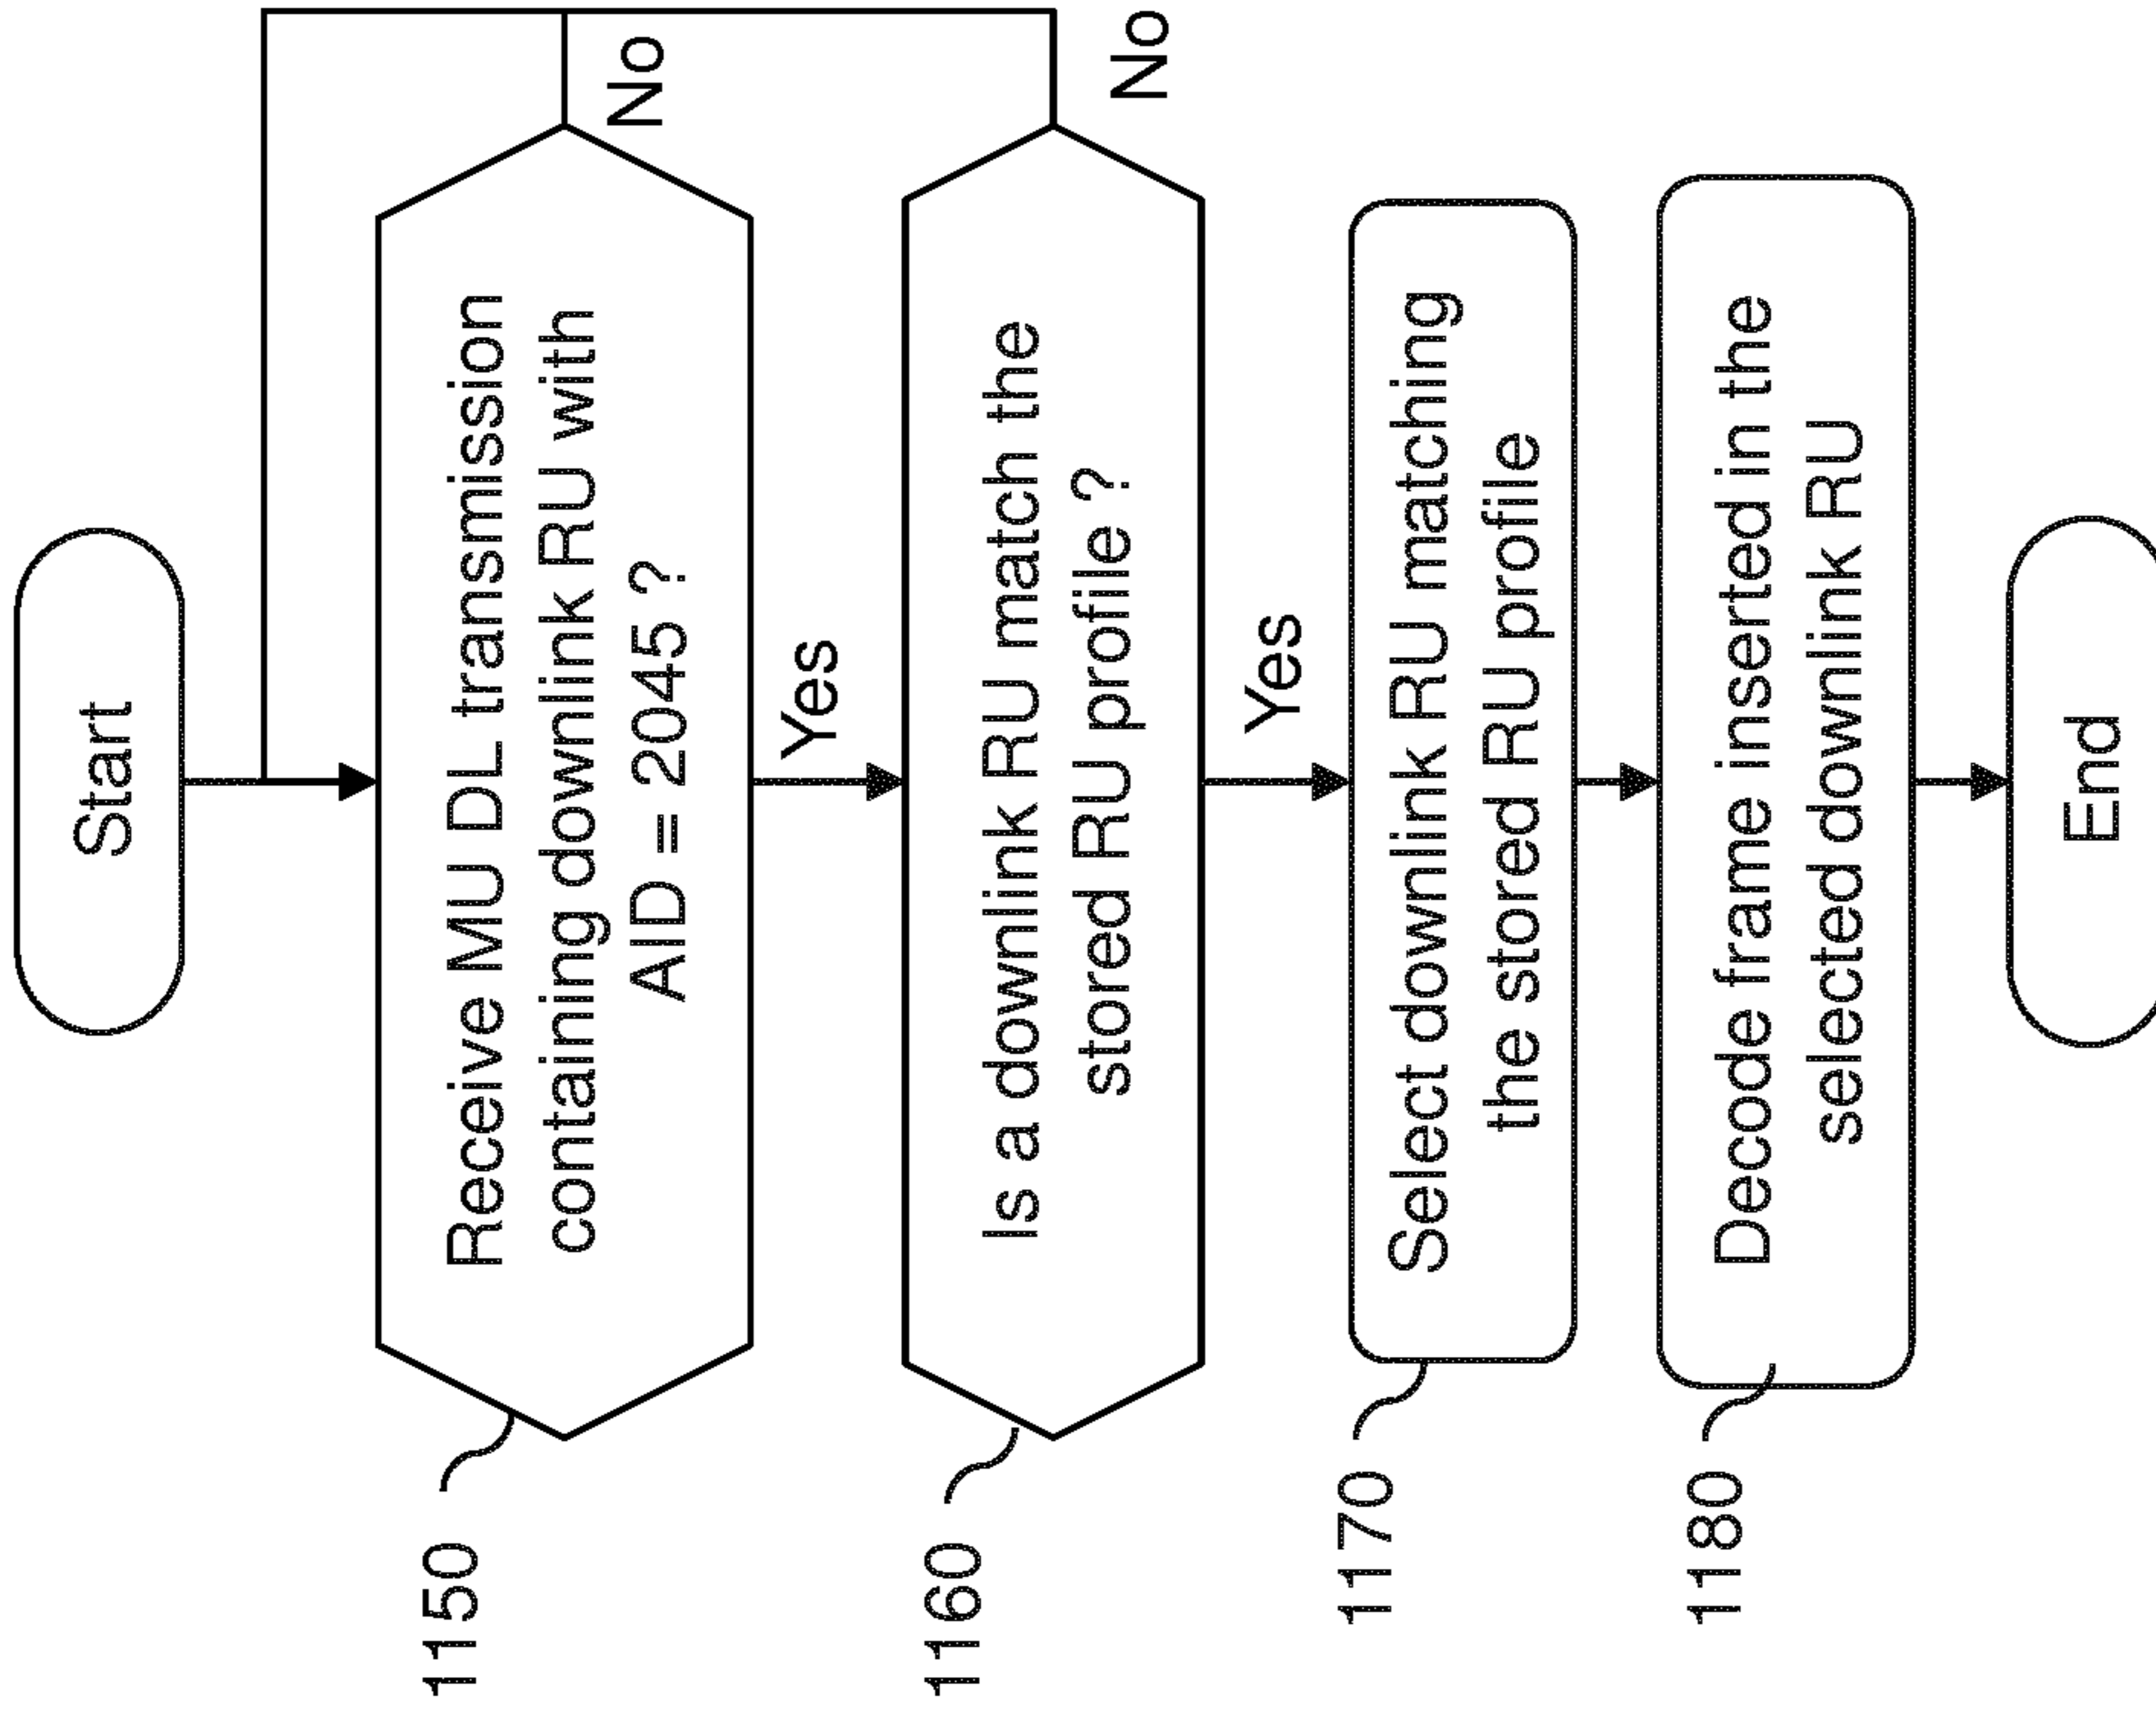 Start
1150
Receive MU DL transmission
containing downlink RU with
AID = 2045 ?
No
Yes
1160
Is a downlink RU match the
stored RU profile ?
No
Yes
1170
Select downlink RU matching
the stored RU profile
1180
Decode frame inserted in the
selected downlink RU
End